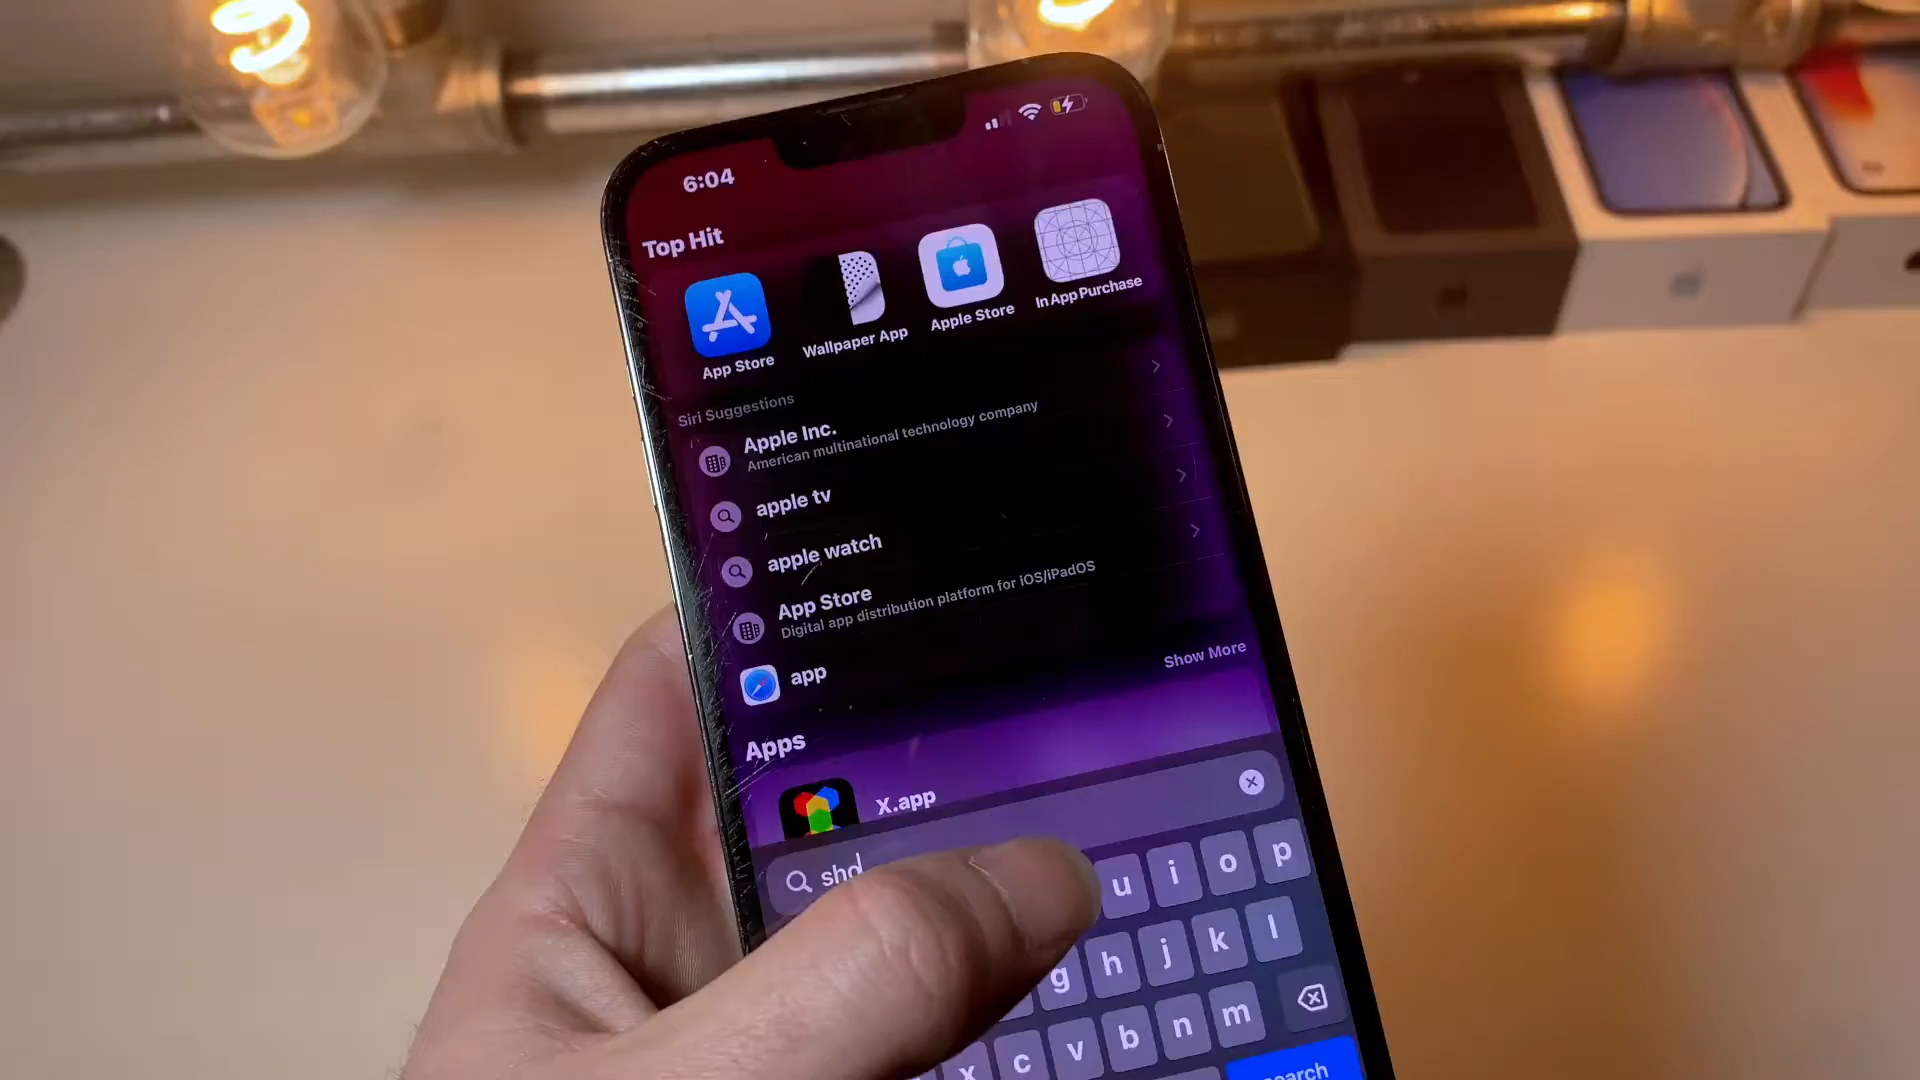 6:04
Top Hit
App Store
Wallpaper App
Apple Store
In App Purchase
Siri Suggestions
Apple Inc.
American multinational technology company
apple tv
apple watch
App Store
Digital app distribution platform for iOS/iPadOS
app
Show More
Apps
X.app
sho
u i o p
g h j k l
x c v b n m
search